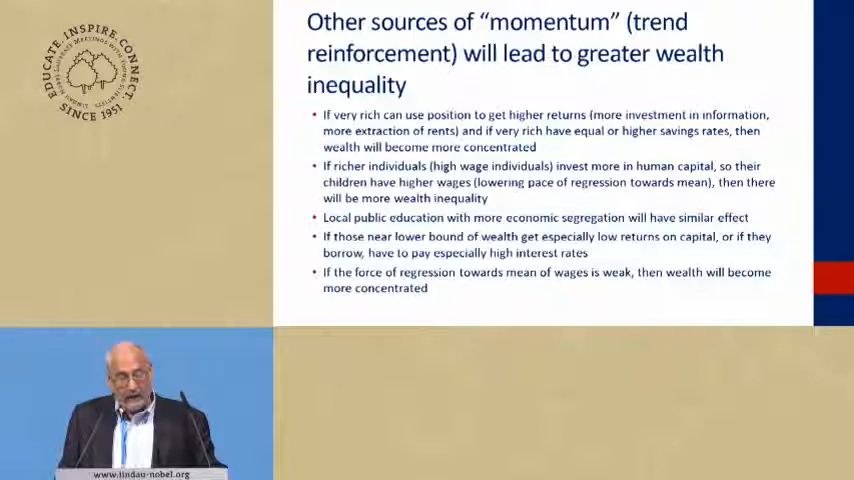 EDUCATE. INSPIRE. CONNECT.
LINDAU NOBEL LAUREATE MEETINGS WITH YOUNG SCIENTISTS
SINCE 1951
Other sources of “momentum” (trend
reinforcement) will lead to greater wealth
inequality
• If very rich can use position to get higher returns (more investment in information,
more extraction of rents) and if very rich have equal or higher savings rates, then
wealth will become more concentrated
• If richer individuals (high wage individuals) invest more in human capital, so their
children have higher wages (lowering pace of regression towards mean), then there
will be more wealth inequality
• Local public education with more economic segregation will have similar effect
• If those near lower bound of wealth get especially low returns on capital, or if they
borrow, have to pay especially high interest rates
• If the force of regression towards mean of wages is weak, then wealth will become
more concentrated
www.lindau-nobel.org